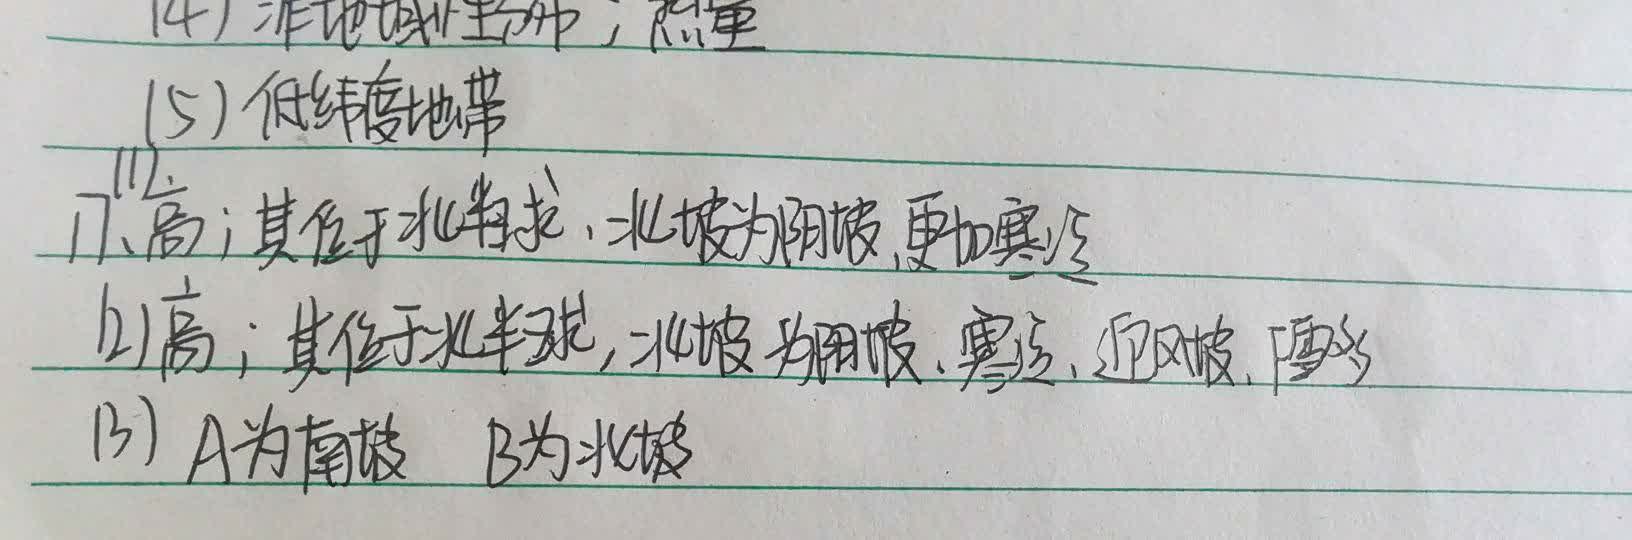 (4) 非地域性分布；热量
(5) 低纬度地带
17、(1)高；其位于北半球、北坡为阴坡,更加寒冷
(2)高；其位于北半球,北坡为阴坡、寒冷、迎风坡、降雪多
(3) A为南坡 B为北坡